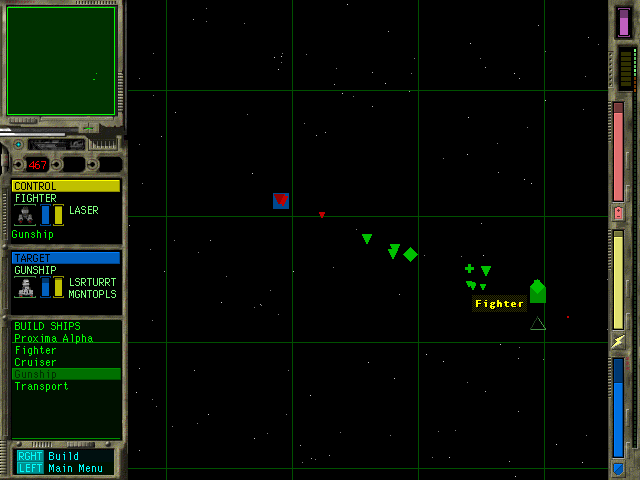 467
CONTROL
FIGHTER
LASER
Gunship
TARGET
GUNSHIP
LSRTURRT
MGNTOPLS
BUILD SHIPS
Proxima Alpha
Fighter
Cruiser
Gunship
Transport
RGHT Build
LEFT Main Menu
Fighter